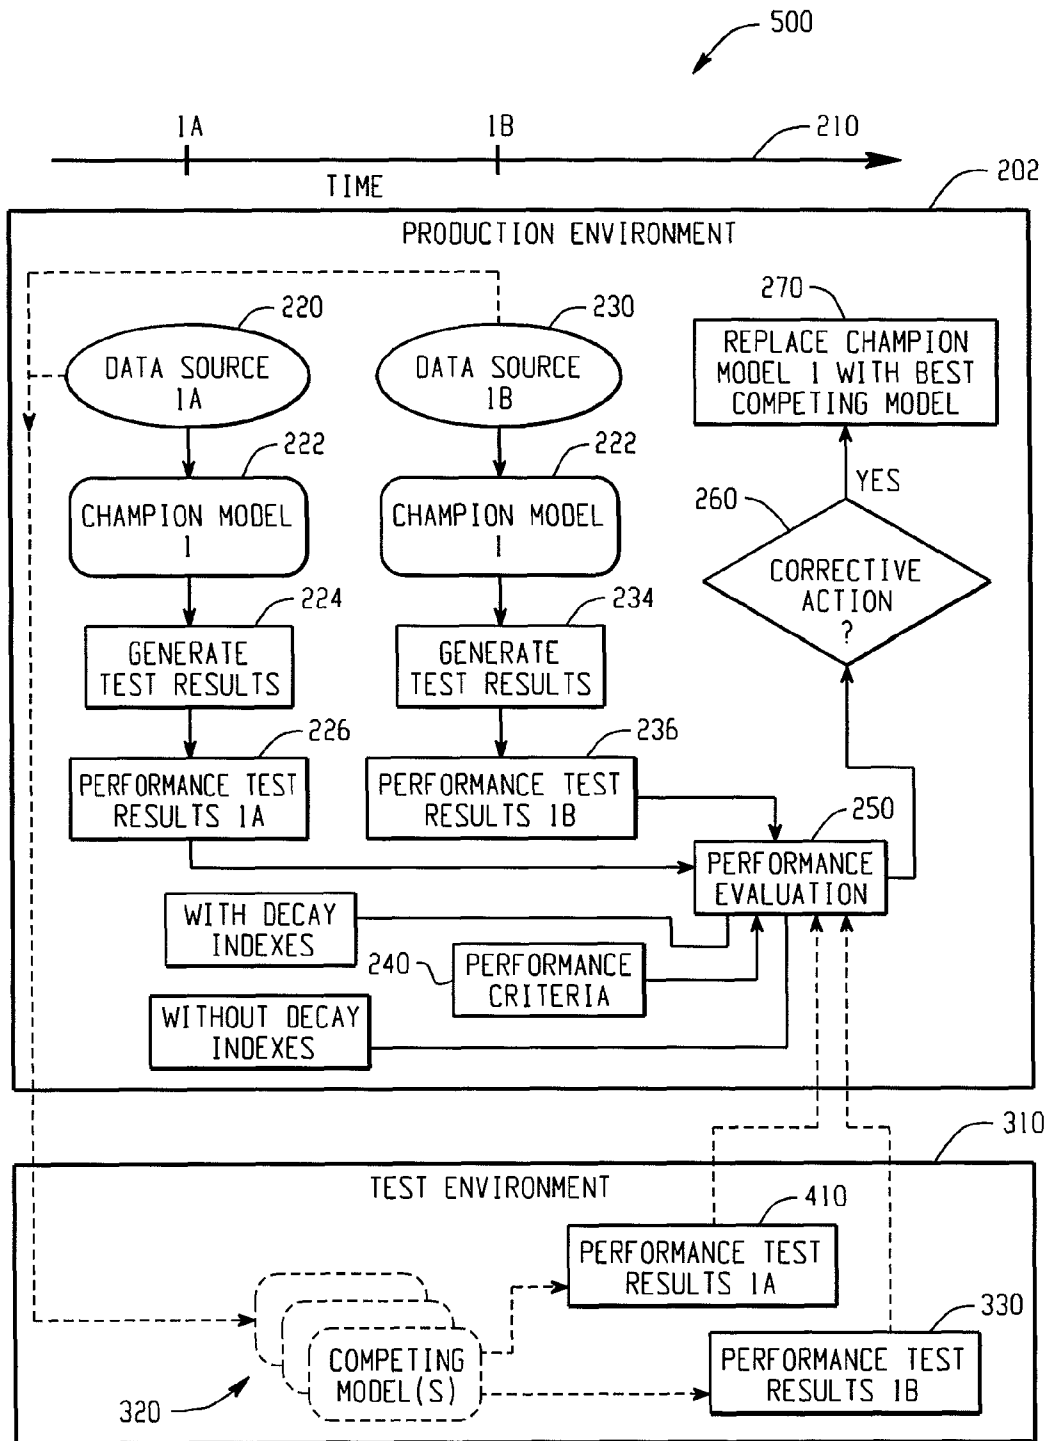 500
1A
1B
210
TIME
202
PRODUCTION ENVIRONMENT
220
230
270
DATA SOURCE
1A
DATA SOURCE
1B
REPLACE CHAMPION
MODEL 1 WITH BEST
COMPETING MODEL
222
222
CHAMPION MODEL
1
CHAMPION MODEL
1
260
YES
CORRECTIVE
ACTION
?
224
234
GENERATE
TEST RESULTS
GENERATE
TEST RESULTS
226
236
PERFORMANCE TEST
RESULTS 1A
PERFORMANCE TEST
RESULTS 1B
250
PERFORMANCE
EVALUATION
WITH DECAY
INDEXES
240
PERFORMANCE
CRITERIA
WITHOUT DECAY
INDEXES
310
TEST ENVIRONMENT
410
PERFORMANCE TEST
RESULTS 1A
330
COMPETING
MODEL(S)
PERFORMANCE TEST
RESULTS 1B
320